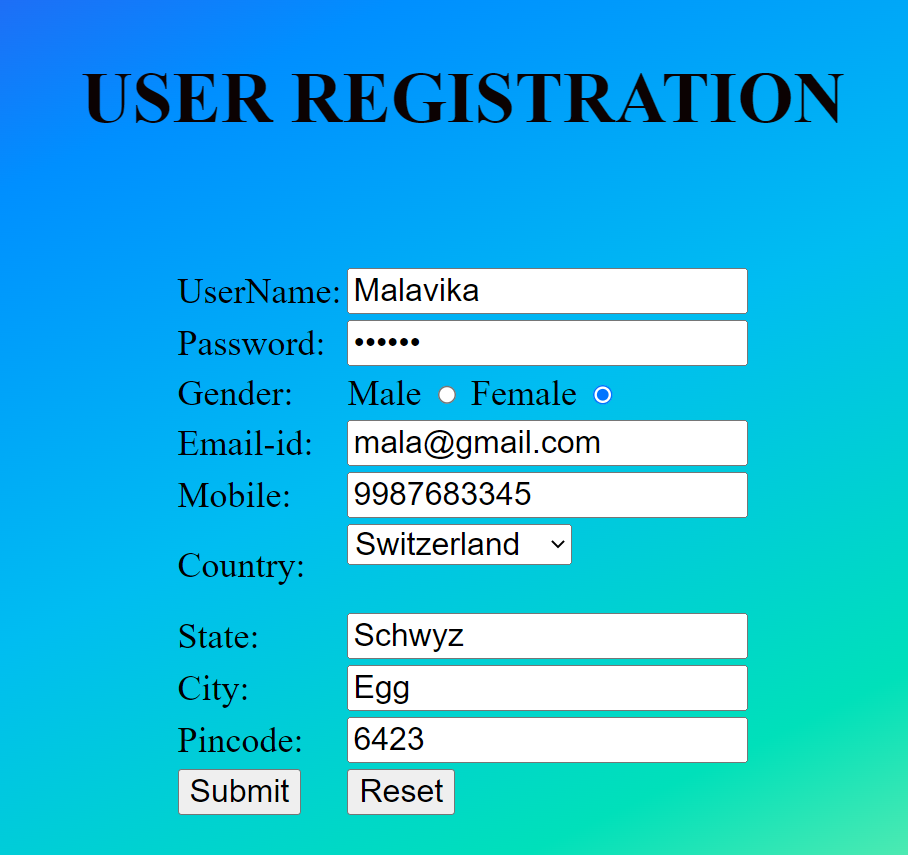 USER REGISTRATION
UserName: Malavika
Password: ••••••
Gender: Male Female
Email-id: mala@gmail.com
Mobile: 9987683345
Country: Switzerland
State: Schwyz
City: Egg
Pincode: 6423
Submit Reset